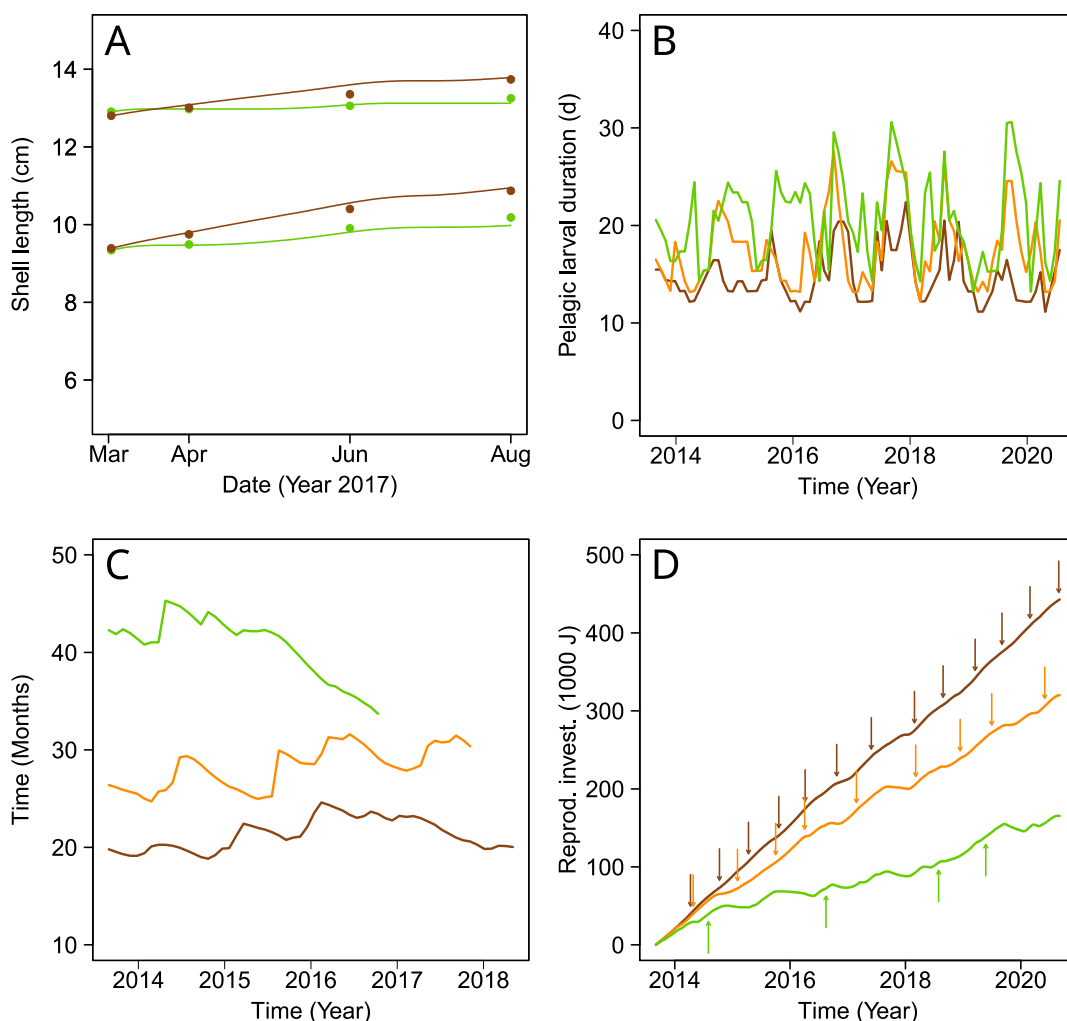 A
Shell length (cm)
14
12
10
8
6
Mar Apr Jun Aug
Date (Year 2017)
B
Pelagic larval duration (d)
40
30
20
10
0
2014 2016 2018 2020
Time (Year)
C
Time (Months)
50
40
30
20
10
2014 2015 2016 2017 2018
Time (Year)
D
Reprod. invest. (1000 J)
500
400
300
200
100
0
2014 2016 2018 2020
Time (Year)